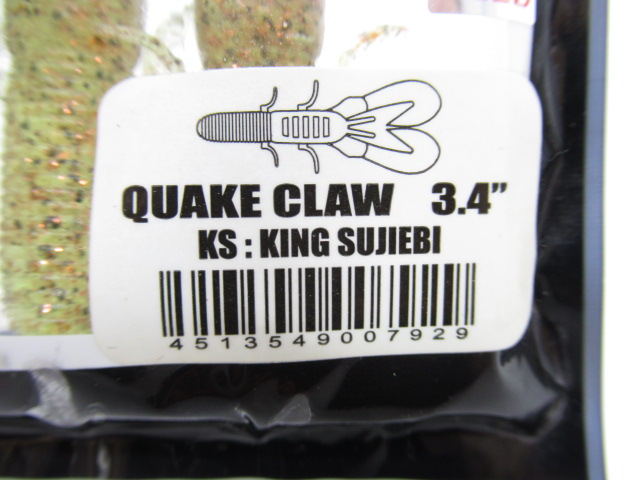 QUAKE CLAW 3.4”
KS : KING SUJIEBI
4513549007929